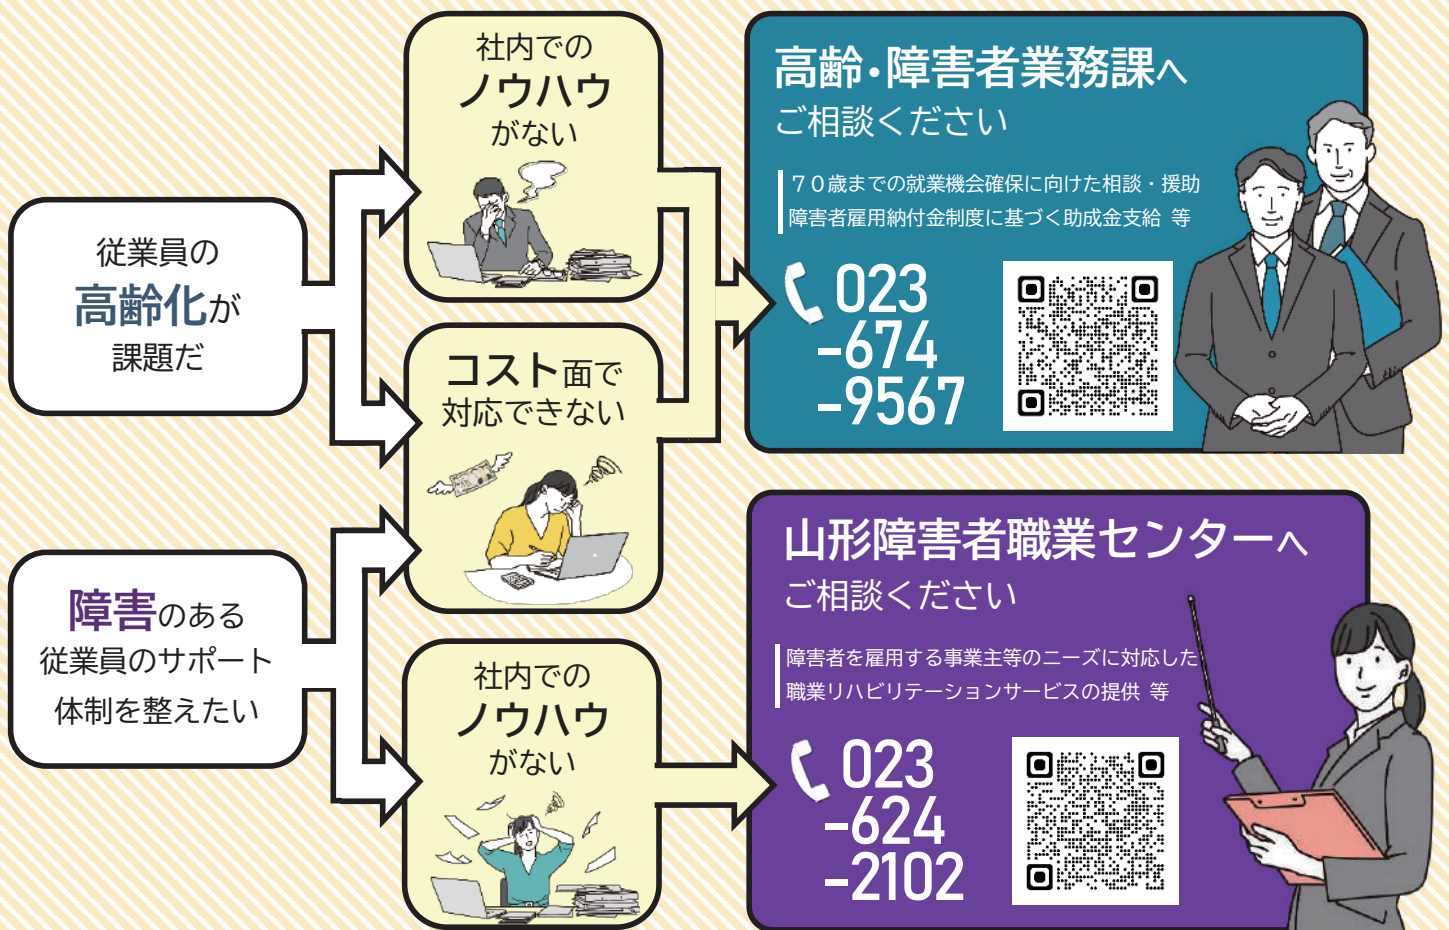 従業員の
高齢化が
課題だ
障害のある
従業員のサポート
体制を整えたい
社内での
ノウハウ
がない
コスト面で
対応できない
社内での
ノウハウ
がない
高齢・障害者業務課へ
ご相談ください
７０歳までの就業機会確保に向けた相談・援助
障害者雇用納付金制度に基づく助成金支給 等
023
-674
-9567
山形障害者職業センターへ
ご相談ください
障害者を雇用する事業主等のニーズに対応した
職業リハビリテーションサービスの提供 等
023
-624
-2102